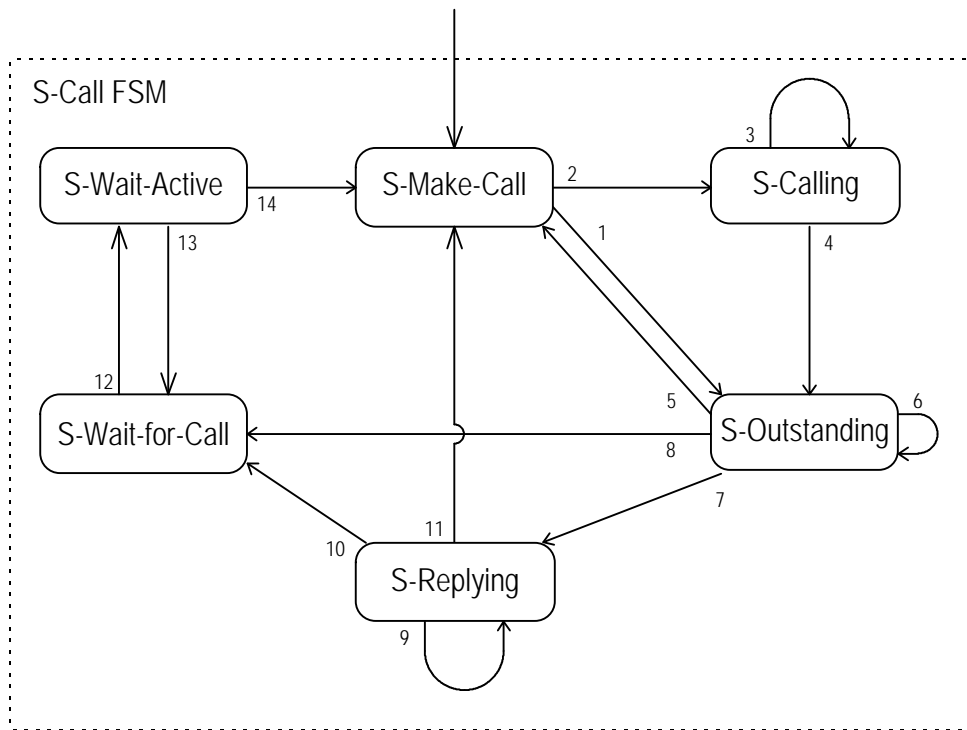 S-Call FSM
S-Wait-Active
S-Make-Call
S-Calling
3
2
14
1
13
4
12
5
6
S-Wait-for-Call
S-Outstanding
8
7
11
10
S-Replying
9